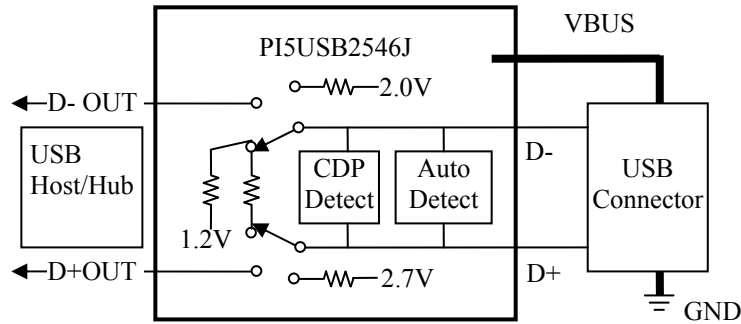 VBUS
PI5USB2546J
2.0V
D- OUT
USB
Host/Hub
CDP
Detect
Auto
Detect
D-
USB
Connector
1.2V
D+OUT
2.7V
D+
GND